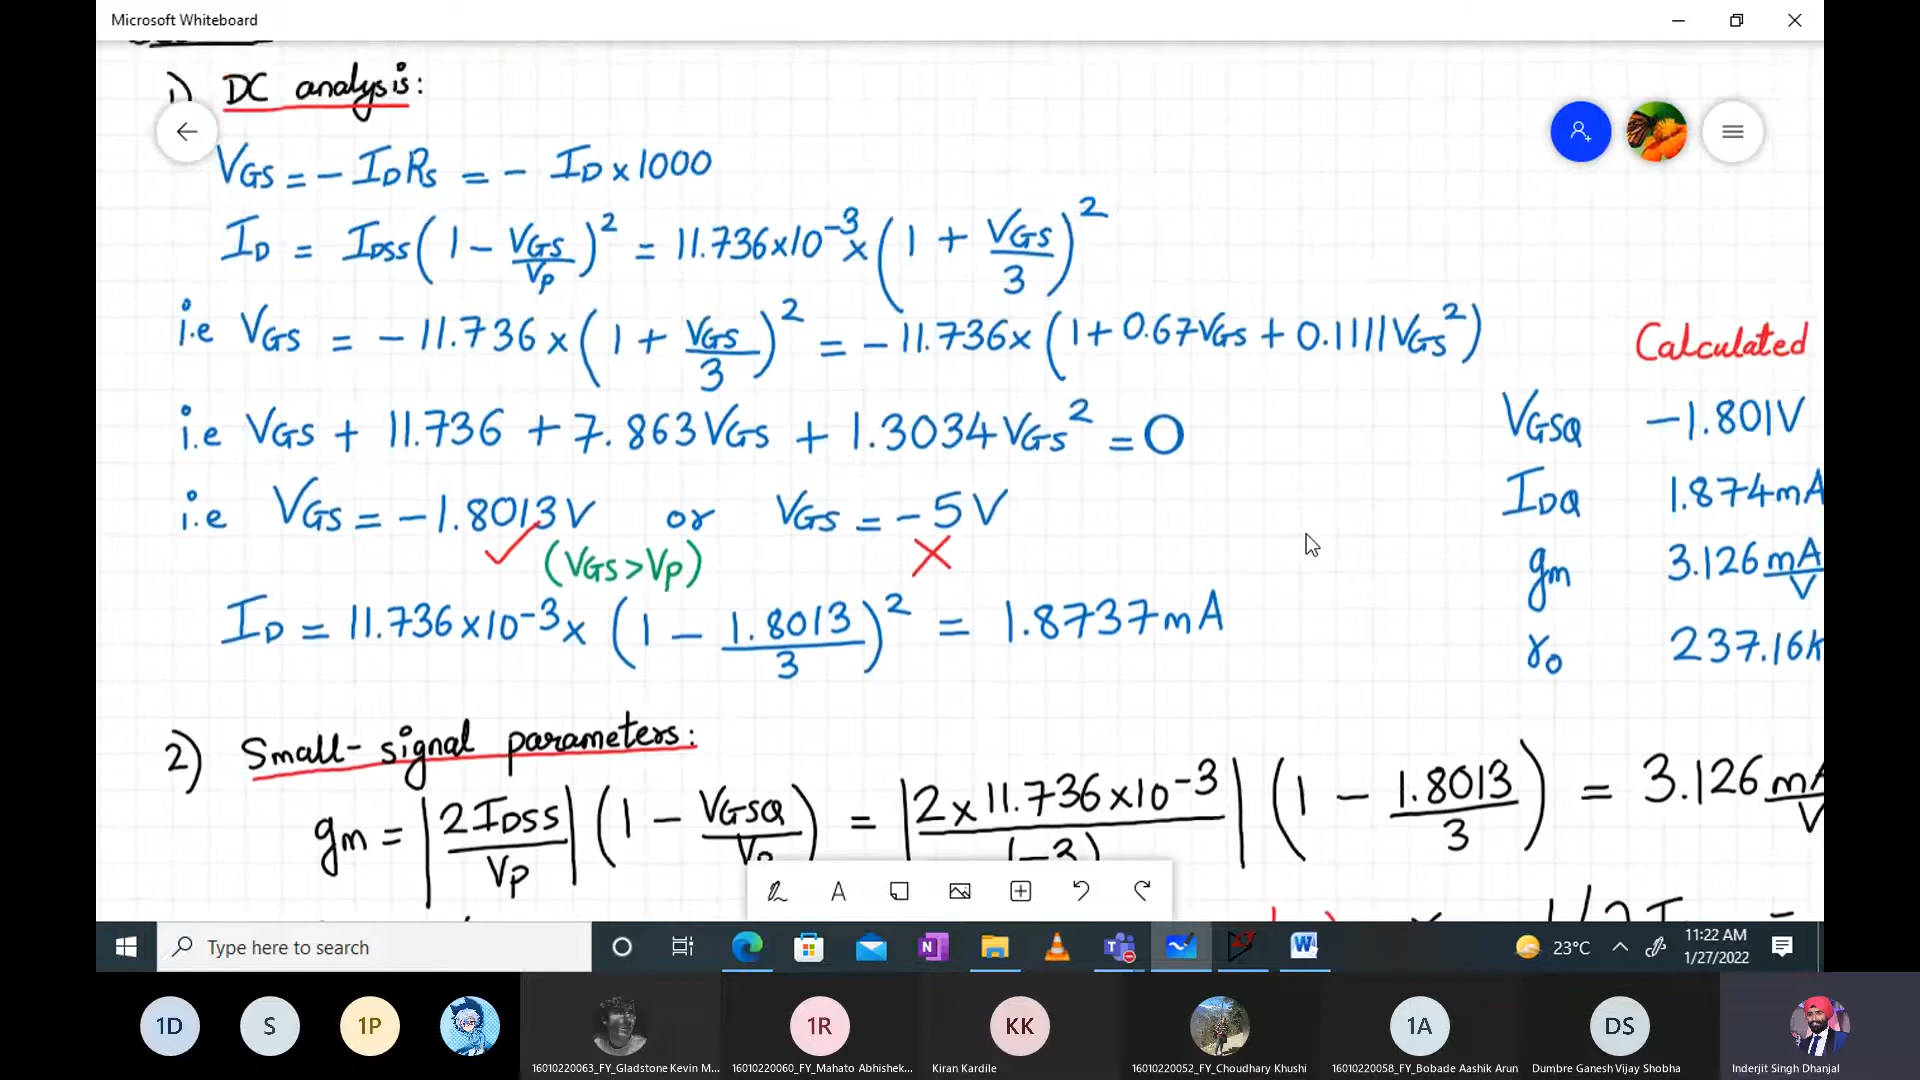 Microsoft Whiteboard
1) DC analysis:
VGS = - IDRs = - ID x 1000
ID = IDSS(1 - VGS/Vp)² = 11.736x10⁻³ x (1 + VGS/3)²
i.e VGS = - 11.736 x (1 + VGS/3)² = - 11.736x (1 + 0.67VGS + 0.1111VGS²)
Calculated
i.e VGS + 11.736 + 7.863VGS + 1.3034VGS² = 0
VGSQ -1.801V
i.e VGS = -1.8013V or VGS = -5V
IDQ 1.874mA
(VGS>Vp)
gm 3.126 mA/V
ID = 11.736x10⁻³x (1 - 1.8013/3)² = 1.8737mA
ro 237.16k
2) Small-signal parameters:
gm = |2IDSS/Vp| (1 - VGSQ/Vp) = |2x11.736x10⁻³/(-3)| (1 - 1.8013/3) = 3.126 mA/V
Type here to search
23°C
11:22 AM
1/27/2022
1D
S
1P
1R
KK
1A
DS
16010220063_FY_Gladstone Kevin M...
16010220060_FY_Mahato Abhishek...
Kiran Kardile
16010220052_FY_Choudhary Khushi
16010220058_FY_Bobade Aashik Arun
Dumbre Ganesh Vijay Shobha
Inderjit Singh Dhanjal